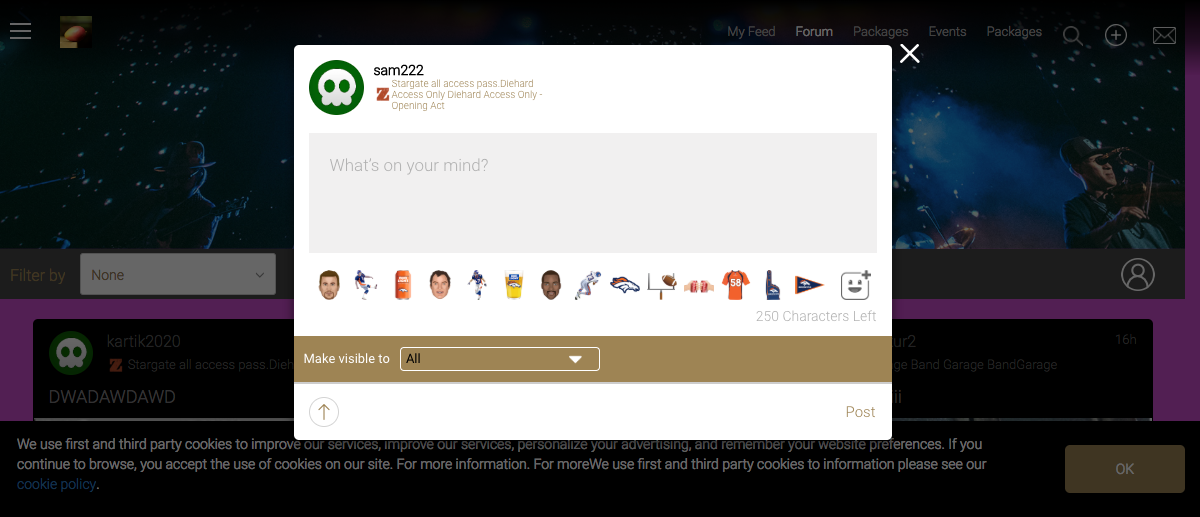 My Feed Forum Packages Events Packages
sam222
Stargate all access pass.Diehard
Access Only Diehard Access Only -
Opening Act
What's on your mind?
Filter by
None
58
250 Characters Left
kartik2020
ur2
16h
Make visible to
All
Stargate all access pass.Dieh
ge Band Garage BandGarage
DWADAWDAWD
ii
Post
We use first and third party cookies to improve our services, improve our services, personalize your advertising, and remember your website preferences. If you
continue to browse, you accept the use of cookies on our site. For more information. For moreWe use first and third party cookies to information please see our
cookie policy.
OK